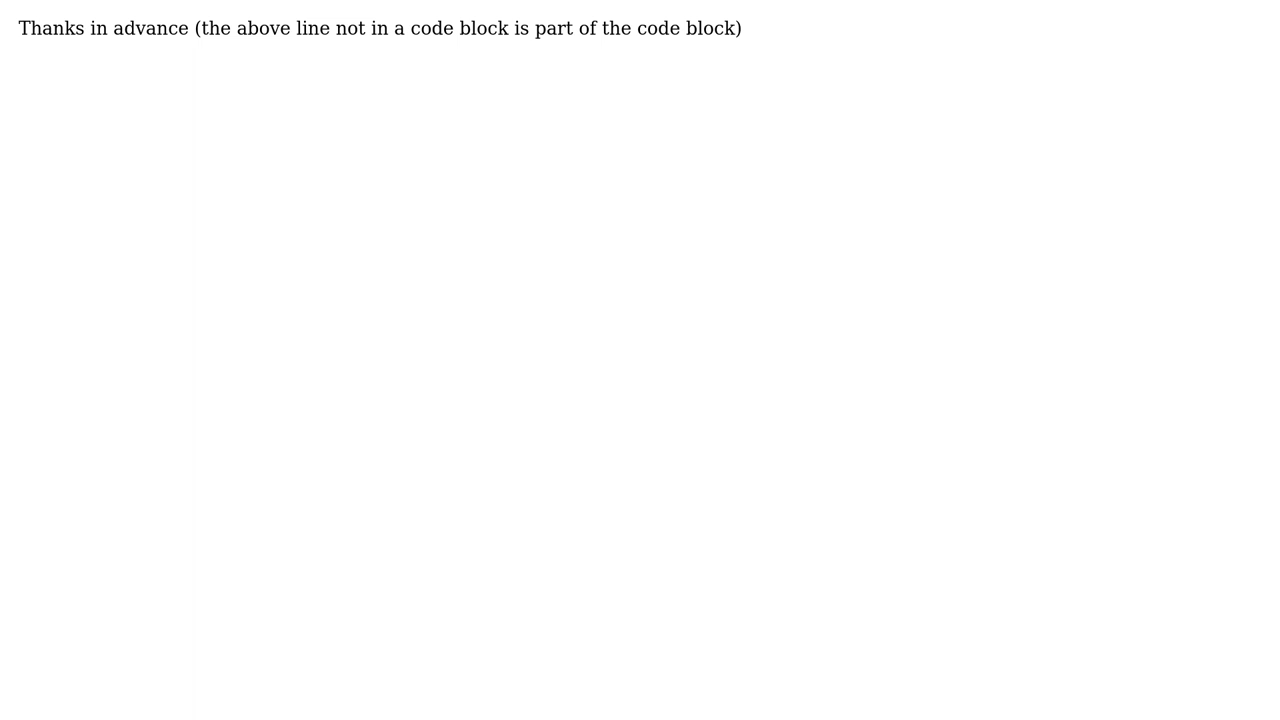 Thanks in advance (the above line not in a code block is part of the code block)